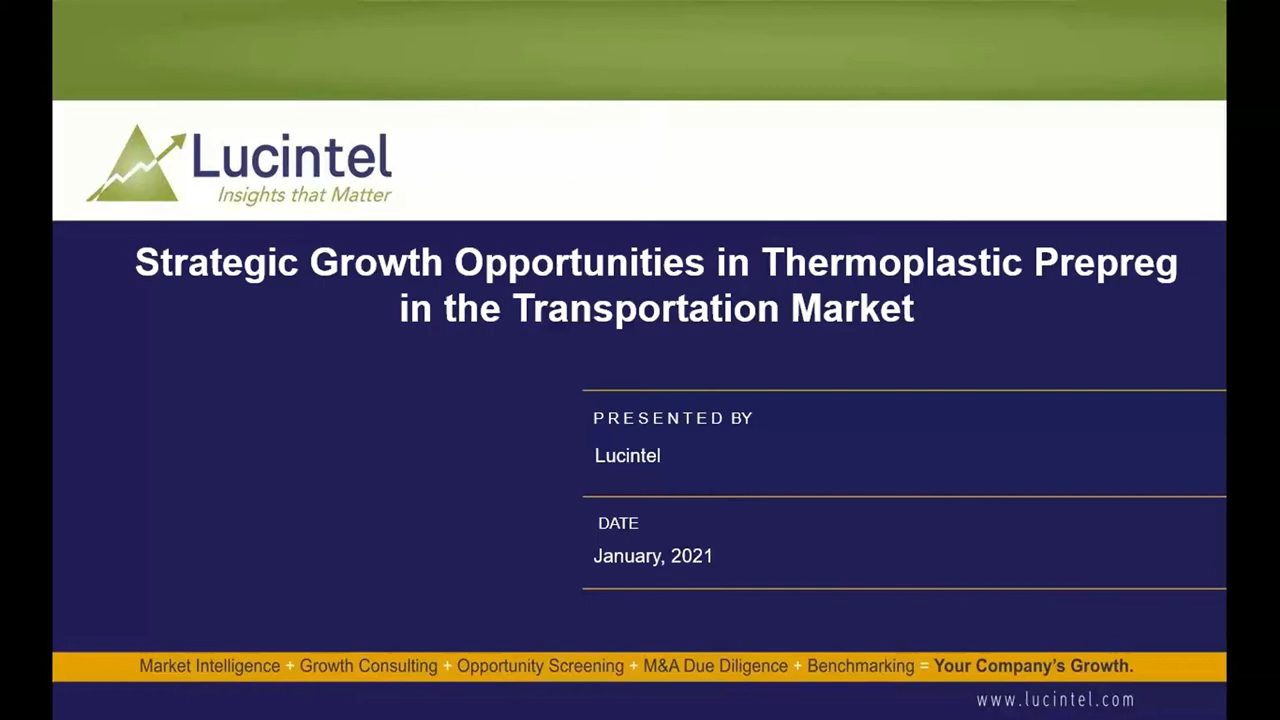 Lucintel
Insights that Matter
Strategic Growth Opportunities in Thermoplastic Prepreg
in the Transportation Market
PRESENTED BY
Lucintel
DATE
January, 2021
Market Intelligence + Growth Consulting + Opportunity Screening + M&A Due Diligence + Benchmarking = Your Company's Growth.
www.lucintel.com